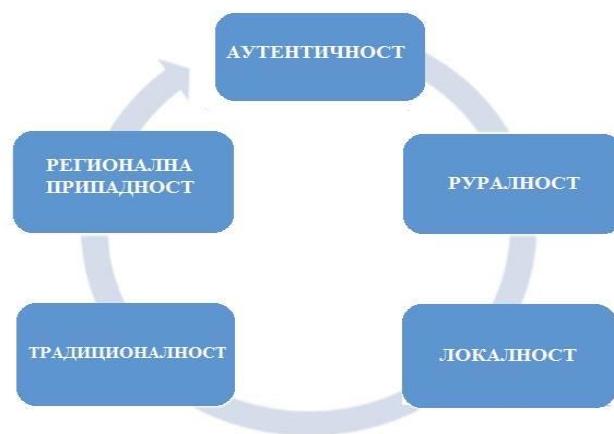 АУТЕНТИЧНОСТ
РУРАЛНОСТ
ЛОКАЛНОСТ
ТРАДИЦИОНАЛНОСТ
РЕГИОНАЛНА
ПРИПАДНОСТ